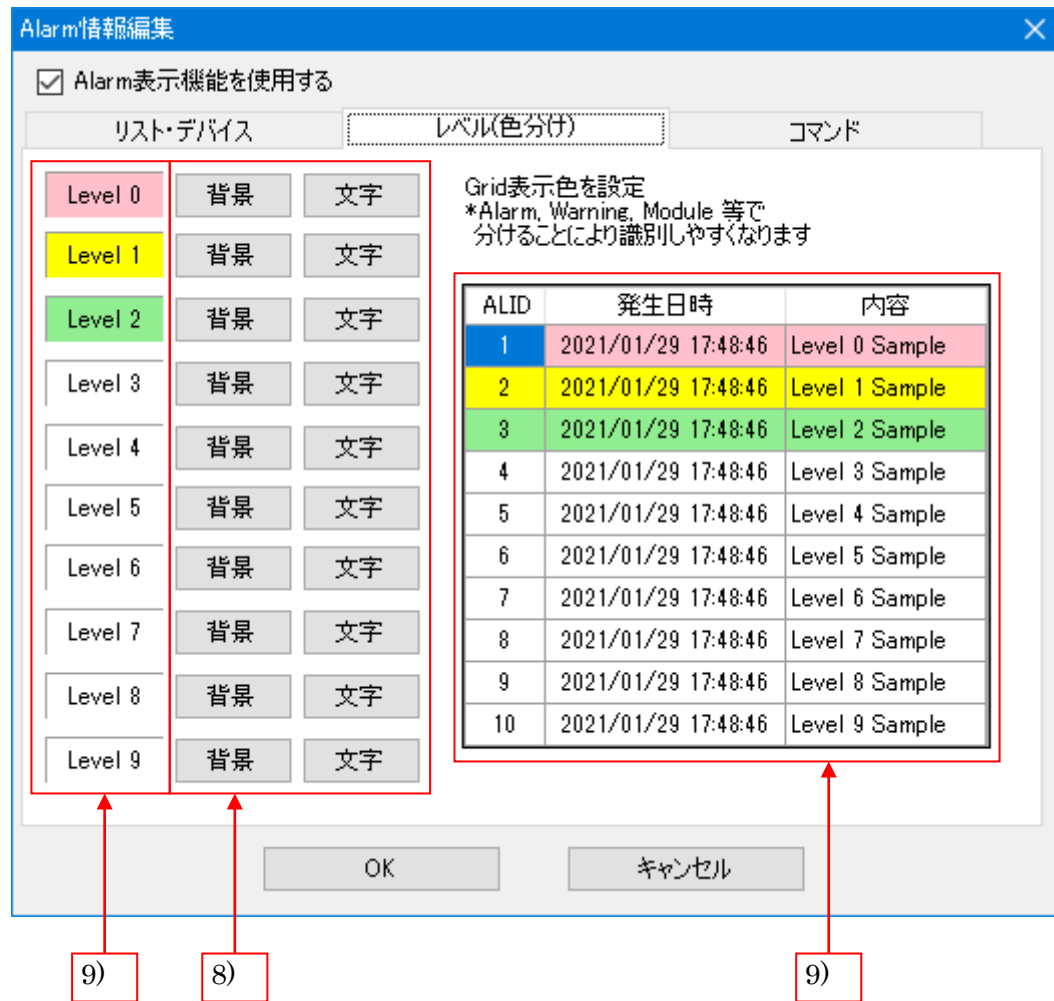 Alarm情報編集
Alarm表示機能を使用する
リスト・デバイス レベル(色分け) コマンド
Level 0 背景 文字
Level 1 背景 文字
Level 2 背景 文字
Level 3 背景 文字
Level 4 背景 文字
Level 5 背景 文字
Level 6 背景 文字
Level 7 背景 文字
Level 8 背景 文字
Level 9 背景 文字
Grid表示色を設定
*Alarm, Warning, Module 等で
分けることにより識別しやすくなります
ALID 発生日時 内容
1 2021/01/29 17:48:46 Level 0 Sample
2 2021/01/29 17:48:46 Level 1 Sample
3 2021/01/29 17:48:46 Level 2 Sample
4 2021/01/29 17:48:46 Level 3 Sample
5 2021/01/29 17:48:46 Level 4 Sample
6 2021/01/29 17:48:46 Level 5 Sample
7 2021/01/29 17:48:46 Level 6 Sample
8 2021/01/29 17:48:46 Level 7 Sample
9 2021/01/29 17:48:46 Level 8 Sample
10 2021/01/29 17:48:46 Level 9 Sample
OK キャンセル
9) 8) 9)